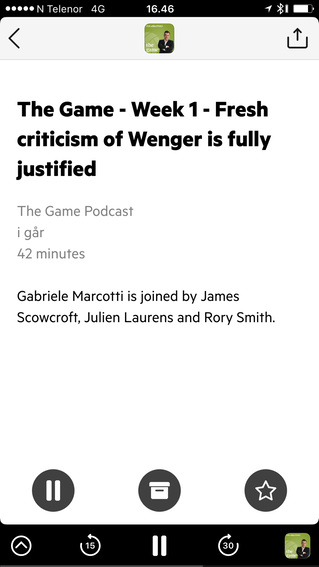 N Telenor 4G 16.46
The Game - Week 1 - Fresh
criticism of Wenger is fully
justified
The Game Podcast
i går
42 minutes
Gabriele Marcotti is joined by James
Scowcroft, Julien Laurens and Rory Smith.
15 30